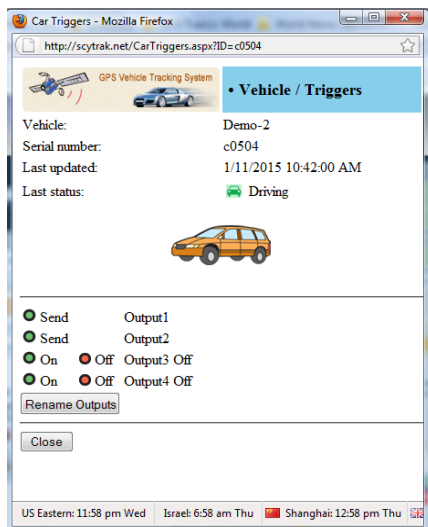 Car Triggers - Mozilla Firefox
http://scytrak.net/CarTriggers.aspx?ID=c0504
GPS Vehicle Tracking System
• Vehicle / Triggers
Vehicle: Demo-2
Serial number: c0504
Last updated: 1/11/2015 10:42:00 AM
Last status: Driving
Send Output1
Send Output2
On Off Output3 Off
On Off Output4 Off
Rename Outputs
Close
US Eastern: 11:58 pm Wed Israel: 6:58 am Thu Shanghai: 12:58 pm Thu